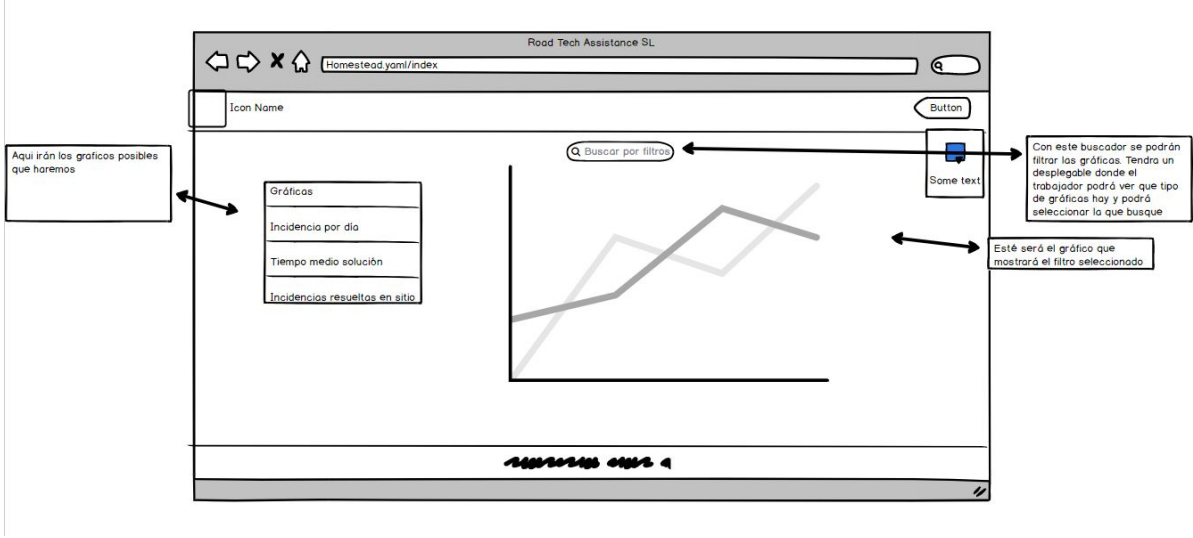 Road Tech Assistance SL
Homestead.yaml/index
Icon Name
Button
Aqui irán los graficos posibles
que haremos
Buscar por filtros
Some text
Con este buscador se podrán
filtrar las gráficas. Tendra un
desplegable donde el
trabajador podrá ver que tipo
de gráficas hay y podrá
seleccionar la que busque
Gráficas
Incidencia por día
Tiempo medio solución
Incidencias resueltas en sitio
Esté será el gráfico que
mostrará el filtro seleccionado